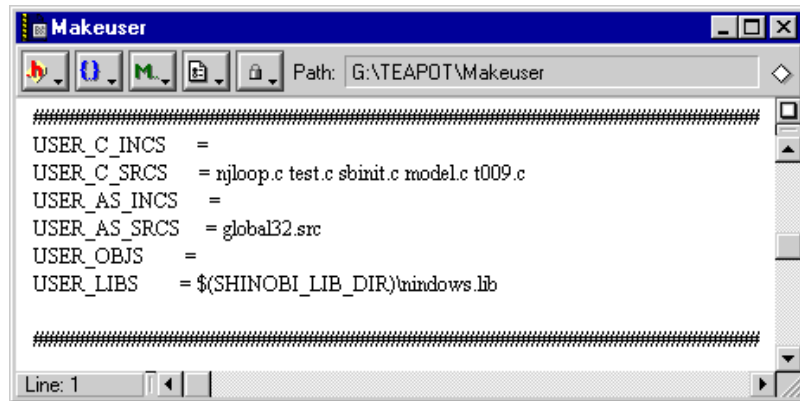 Makeuser
h {} M.. Path: G:\TEAPOT\Makeuser
################################################################################
USER_C_INCS =
USER_C_SRCS = njloop.c test.c sbinit.c model.c t009.c
USER_AS_INCS =
USER_AS_SRCS = global32.src
USER_OBJS =
USER_LIBS = $(SHINOBI_LIB_DIR)\nindows.lib
################################################################################
Line: 1